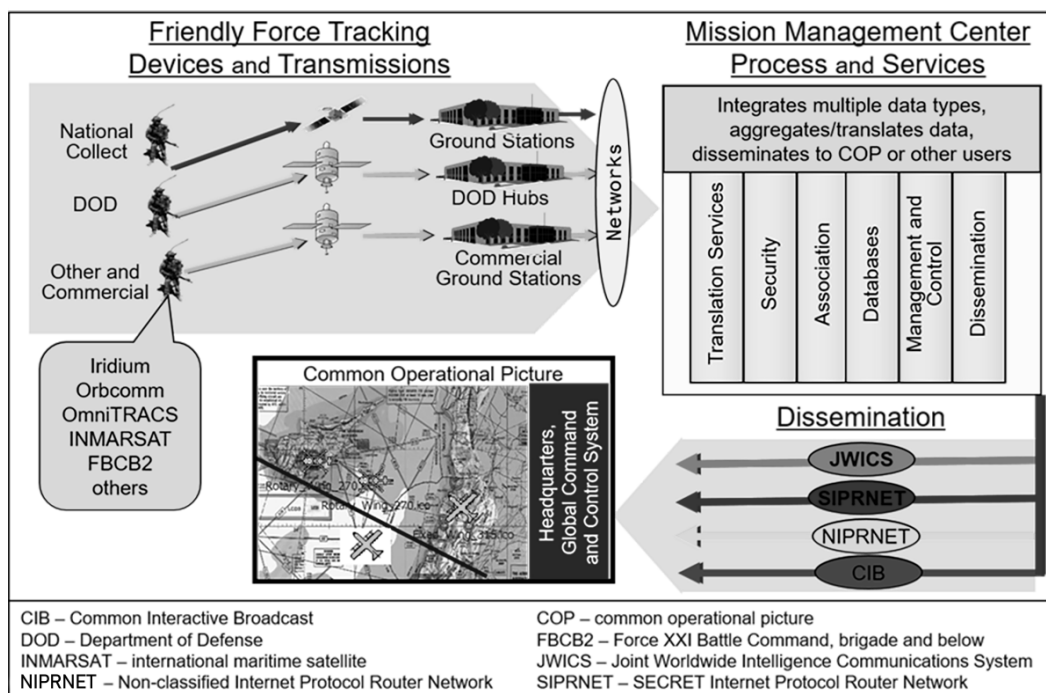 Friendly Force Tracking
Devices and Transmissions
National
Collect
DOD
Other and
Commercial
Ground Stations
DOD Hubs
Commercial
Ground Stations
Networks
Iridium
Orbcomm
OmniTRACS
INMARSAT
FBCB2
others
Mission Management Center
Process and Services
Integrates multiple data types,
aggregates/translates data,
disseminates to COP or other users
Translation Services
Security
Association
Databases
Management and
Control
Dissemination
Common Operational Picture
Rotary_Wing_270.ico
Rotary_Wing_270.ico
Headquarters,
Global Command
and Control System
Dissemination
JWICS
SIPRNET
NIPRNET
CIB
CIB – Common Interactive Broadcast
DOD – Department of Defense
INMARSAT – international maritime satellite
NIPRNET – Non-classified Internet Protocol Router Network
COP – common operational picture
FBCB2 – Force XXI Battle Command, brigade and below
JWICS – Joint Worldwide Intelligence Communications System
SIPRNET – SECRET Internet Protocol Router Network